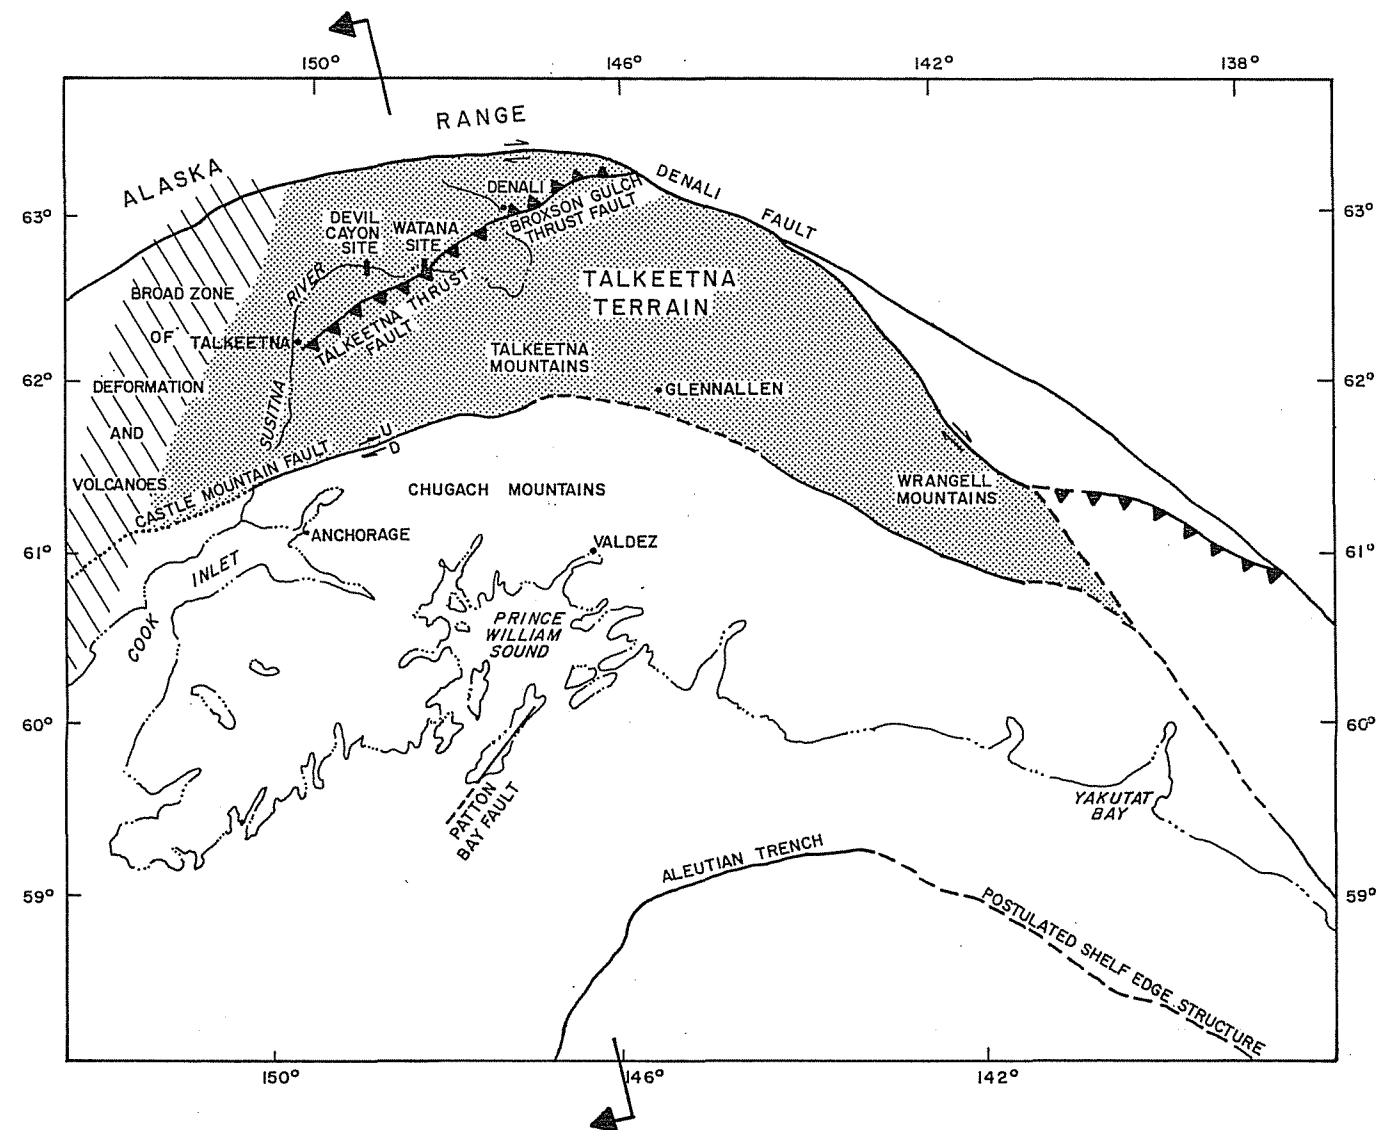 150°
146°
142°
138°
RANGE
ALASKA
63°
63°
DENALI
FAULT
DENALI
BROXSON GULCH
THRUST FAULT
DEVIL
CAYON
SITE
WATANA
SITE
RIVER
TALKEETNA
TERRAIN
BROAD ZONE
OF
TALKEETNA
TALKEETNA THRUST
FAULT
TALKEETNA
MOUNTAINS
62°
62°
DEFORMATION
GLENNALLEN
SUSITNA
AND
U
D
VOLCANOES
CASTLE MOUNTAIN FAULT
CHUGACH MOUNTAINS
WRANGELL
MOUNTAINS
ANCHORAGE
VALDEZ
61°
61°
INLET
COOK
PRINCE
WILLIAM
SOUND
60°
60°
PATTON
BAY FAULT
YAKUTAT
BAY
ALEUTIAN TRENCH
59°
59°
POSTULATED SHELF EDGE STRUCTURE
150°
146°
142°